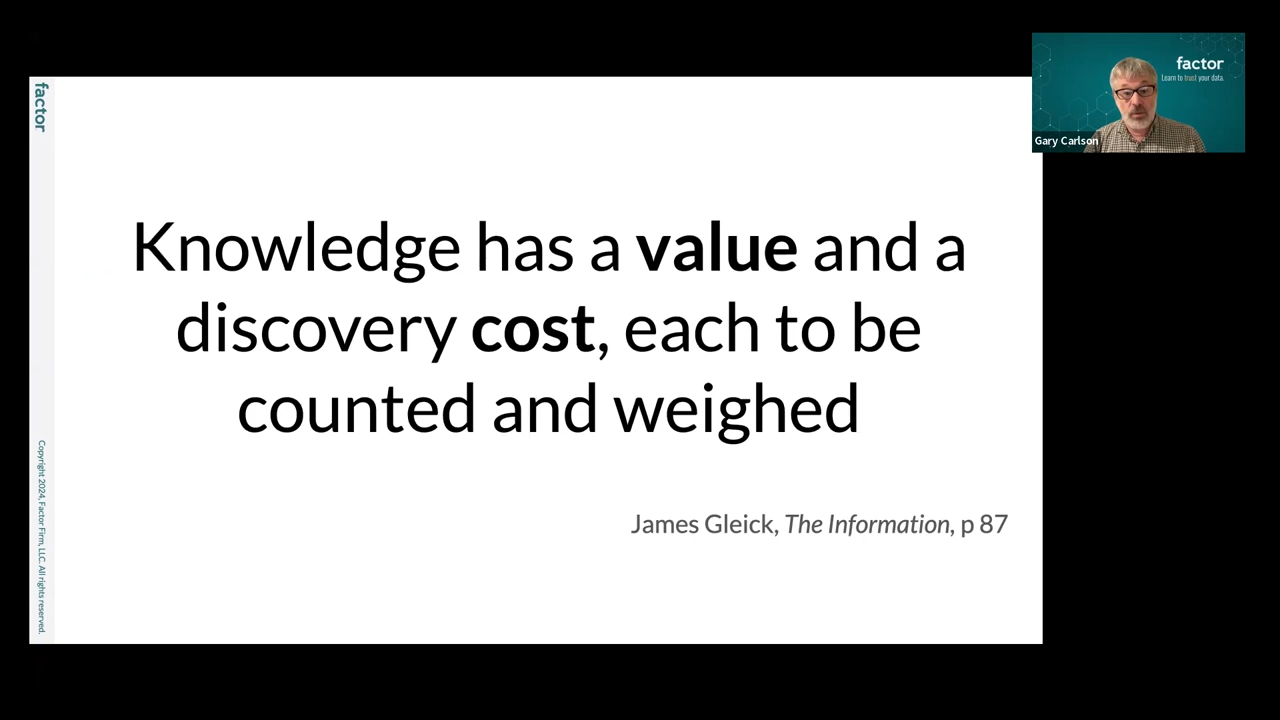 factor
Learn to trust your data.
Gary Carlson
factor
Knowledge has a value and a
discovery cost, each to be
counted and weighed
James Gleick, The Information, p 87
Copyright 2024, Factor Firm, LLC. All rights reserved.